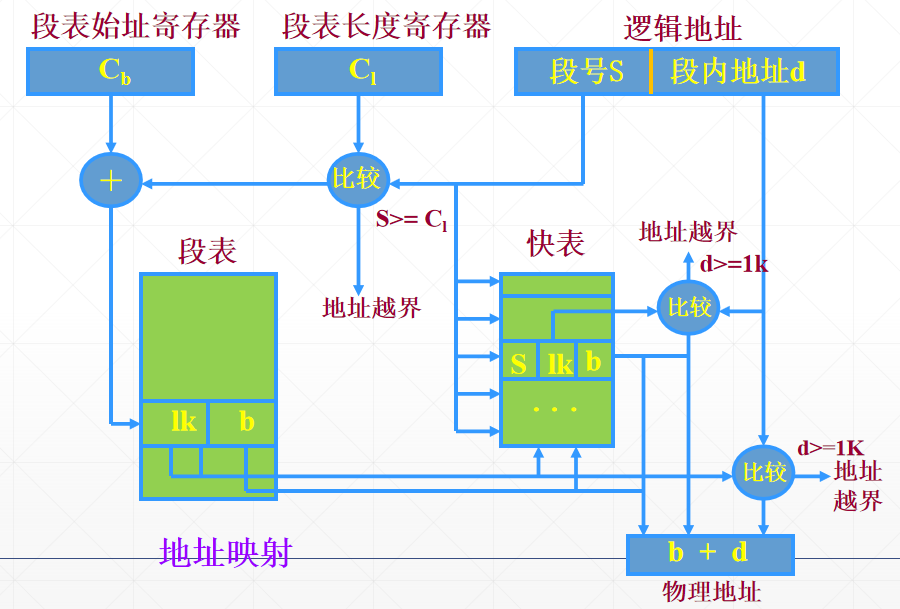 段表始址寄存器
段表长度寄存器
逻辑地址
Cb
Cl
段号S
段内地址d
+
比较
S>= Cl
地址越界
段表
快表
地址越界
d>=1k
比较
S lk b
. . .
lk b
d>=1K
比较
地址
越界
b + d
物理地址
地址映射